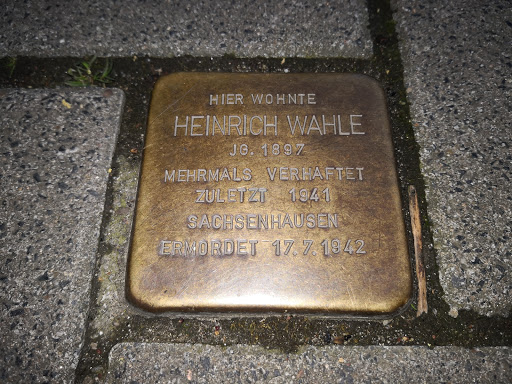 HIER WOHNTE
HEINRICH WAHLE
JG. 1897
MEHRMALS VERHAFTET
ZULETZT 1941
SACHSENHAUSEN
ERMORDET 17.7.1942